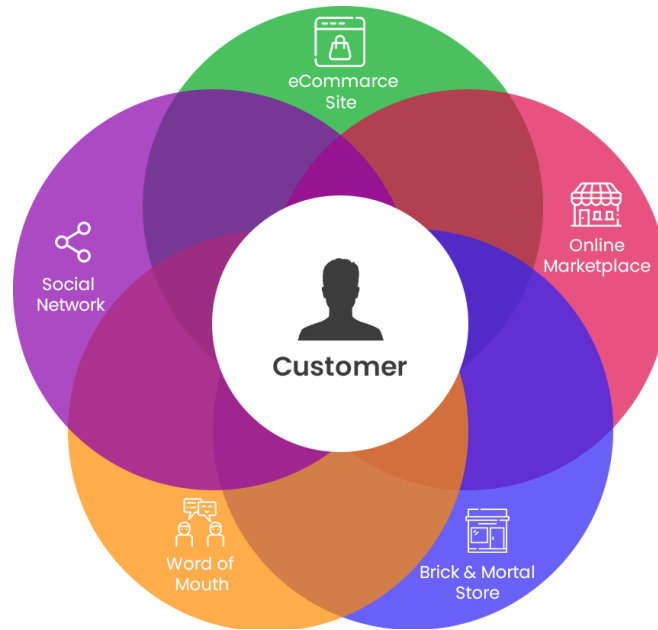 eCommarce
Site
Online
Marketplace
Social
Network
Customer
Word of
Mouth
Brick & Mortal
Store